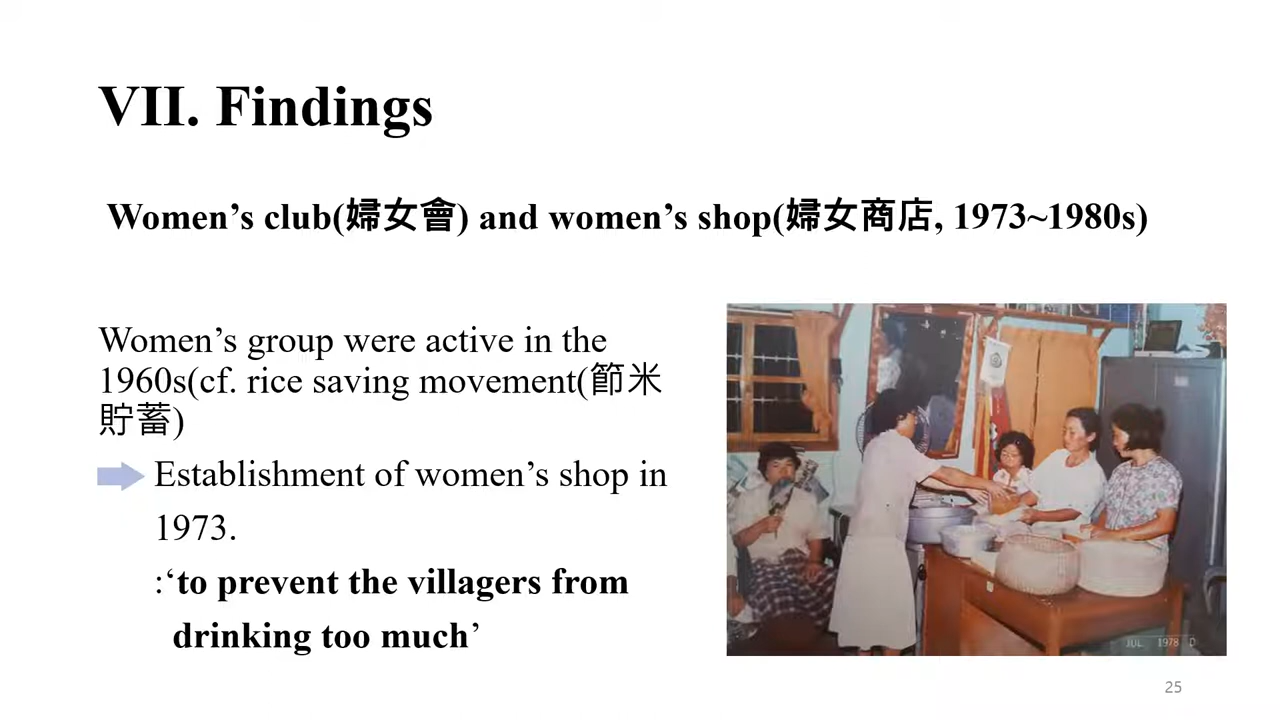 VII. Findings
Women’s club(婦女會) and women’s shop(婦女商店, 1973~1980s)
Women’s group were active in the
1960s(cf. rice saving movement(節米
貯蓄)
Establishment of women’s shop in
1973.
:‘to prevent the villagers from
drinking too much’
JUL 1978 D
25